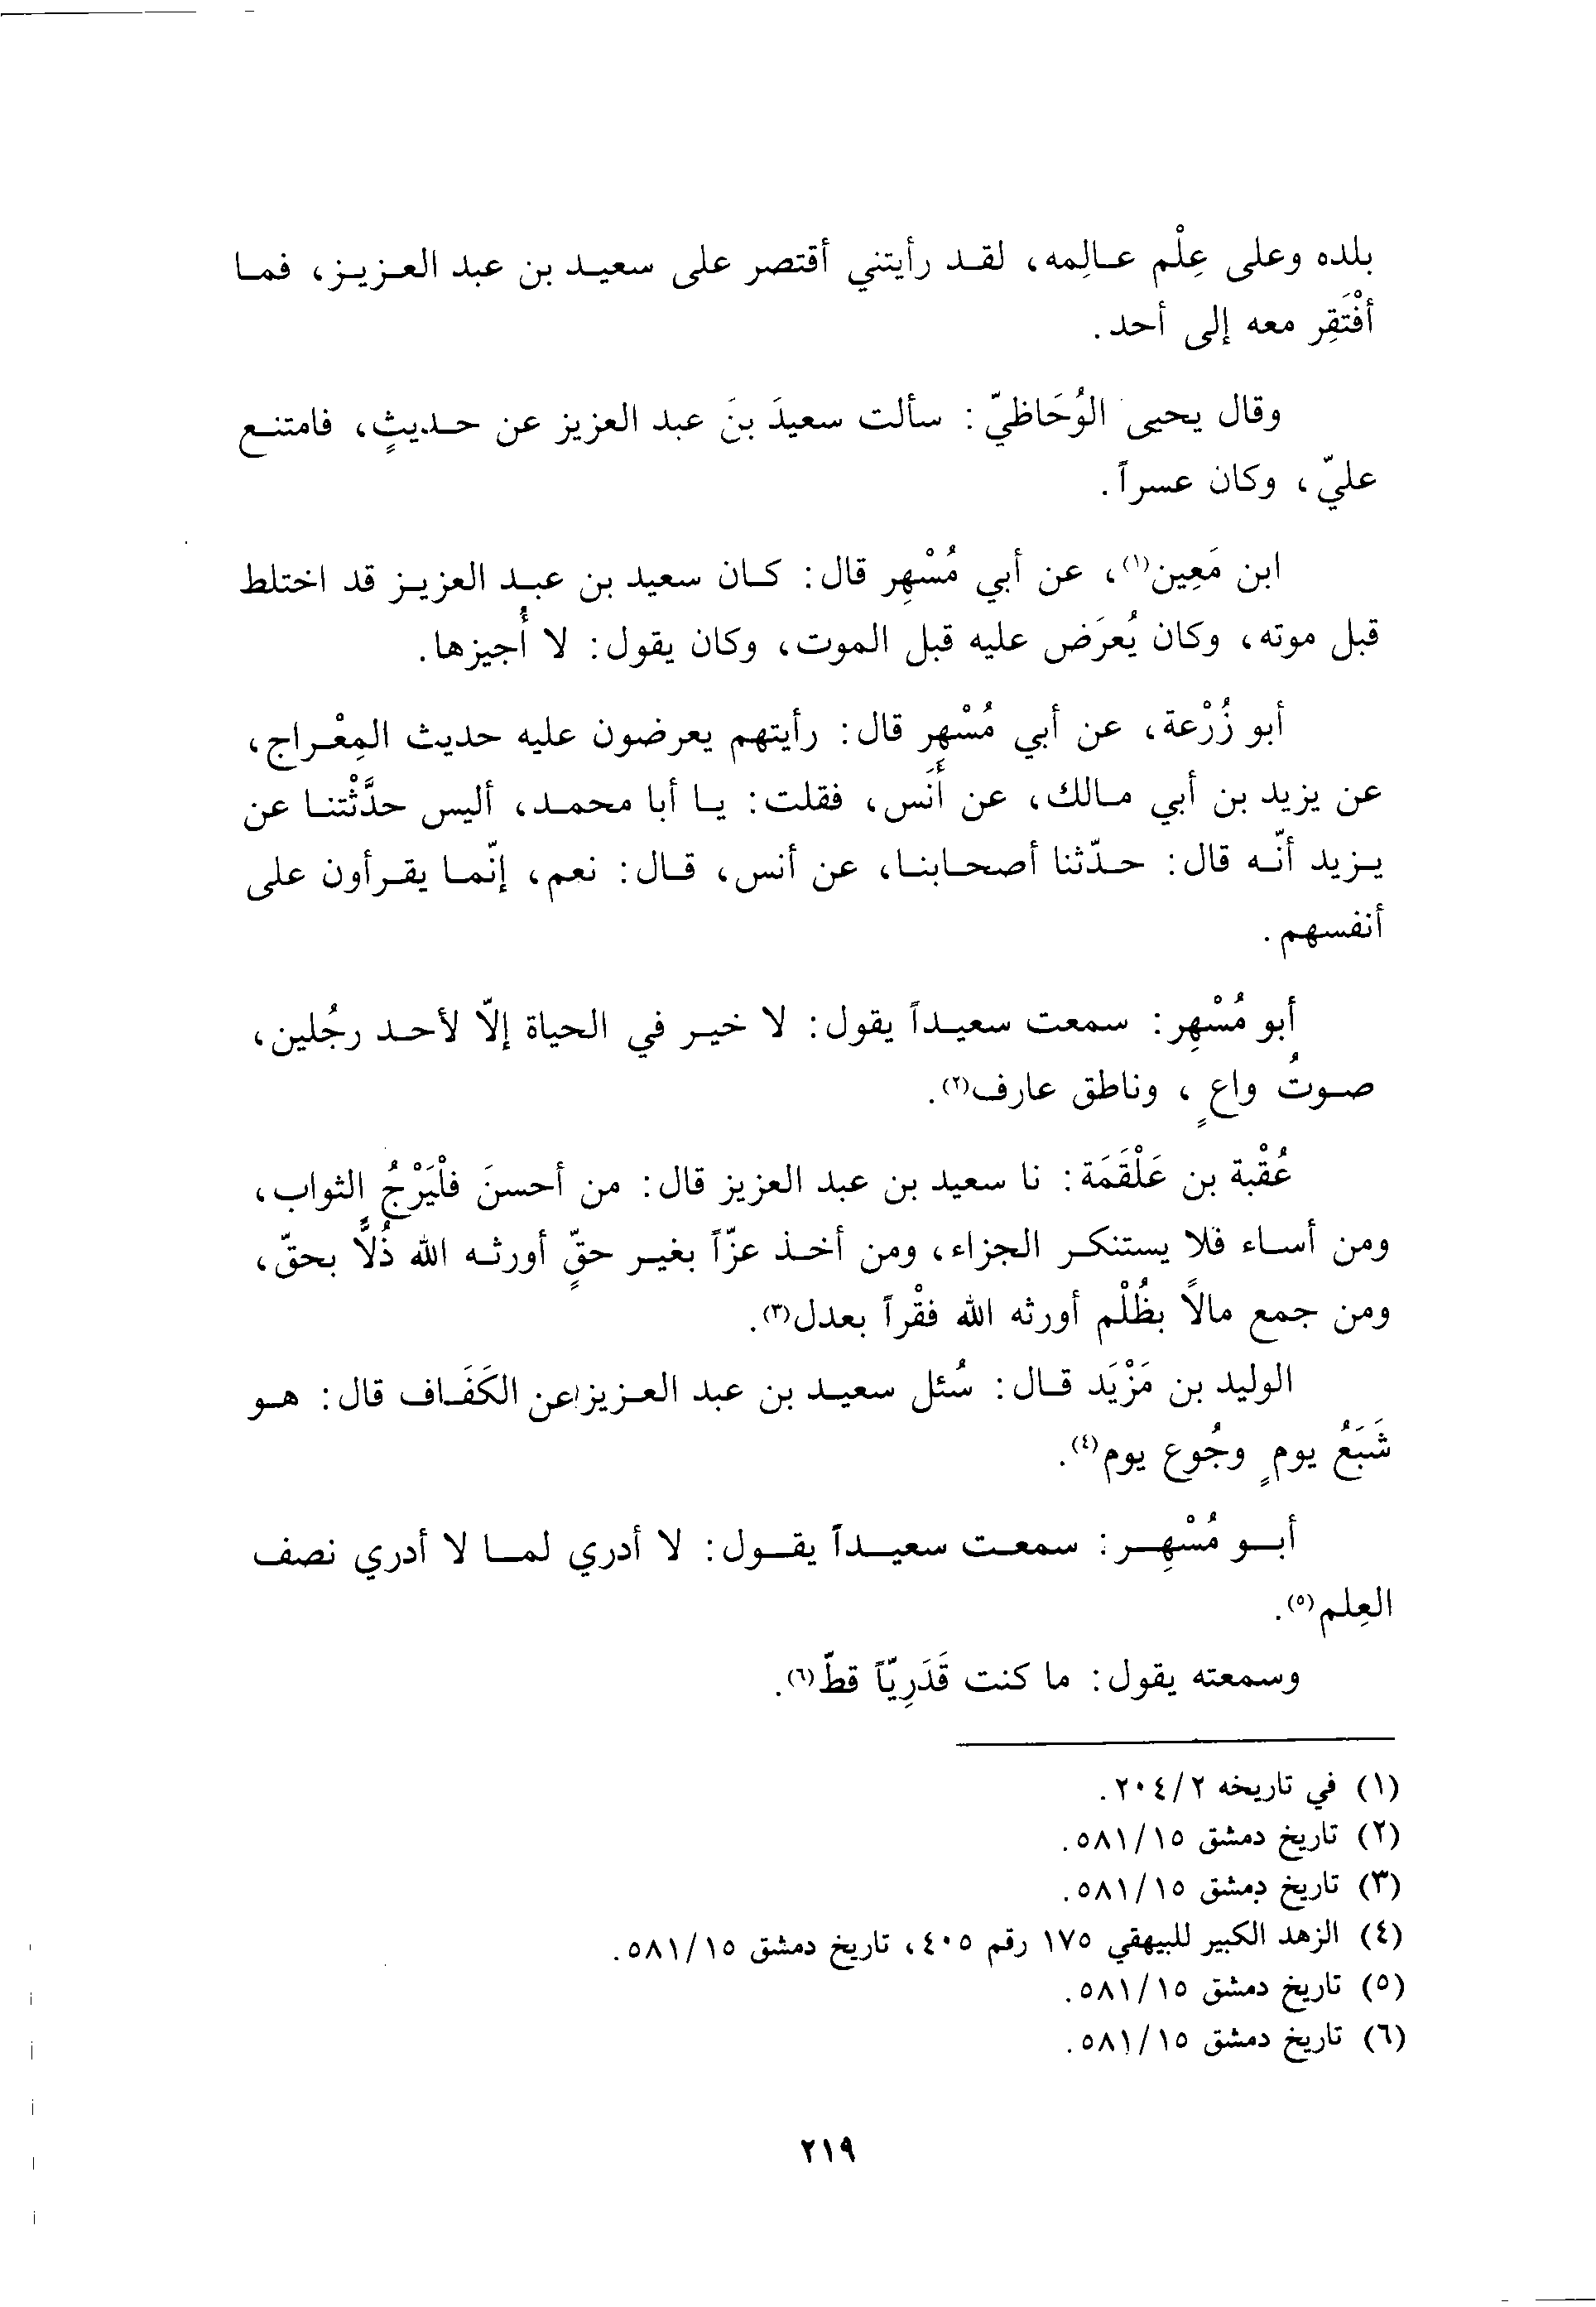 بلده وعلى عِلْم عالِمه، لقد رأيتني أقتصر على سعيد بن عبد العزيز، فما
أفْتَقِر معه إلى أحد.
وقال يحيى الوُحَاظيّ: سألت سعيدَ بنَ عبد العزيز عن حديثٍ، فامتنع
عليّ، وكان عسراً.
ابن مَعِين(١)، عن أبي مُسْهِر قال: كان سعيد بن عبد العزيز قد اختلط
قبل موته، وكان يُعرَض عليه قبل الموت، وكان يقول: لا أُجيزها.
أبو زُرْعة، عن أبي مُسْهِر قال: رأيتهم يعرضون عليه حديث المِعْراج،
عن يزيد بن أبي مالك، عن أَنَس، فقلت: يا أبا محمد، أليس حدَّثْتنا عن
يزيد أنّه قال: حدّثنا أصحابنا، عن أنس، قال: نعم، إنّما يقرأون على
أنفسهم.
أبو مُسْهِر: سمعت سعيداً يقول: لا خير في الحياة إلّا لأحد رجُلين،
صوتُ واعٍ، وناطق عارف(٢).
عُقْبة بن عَلْقَمَة: نا سعيد بن عبد العزيز قال: من أحسنَ فلْيَرْجُ الثواب،
ومن أساء فلا يستنكر الجزاء، ومن أخذ عزّاً بغير حقٍّ أورثه الله ذُلًّا بحقّ،
ومن جمع مالاً بظُلْم أورثه الله فقْراً بعدل(٣).
الوليد بن مَزْيَد قال: سُئل سعيد بن عبد العزيز عن الكَفَاف قال: هو
شَبَعُ يومٍ وجُوع يوم(٤).
أبو مُسْهِر: سمعت سعيداً يقول: لا أدري لما لا أدري نصف
العِلم(٥).
وسمعته يقول: ما كنت قَدَرِيّاً قطّ(٦).
(١) في تاريخه ٢٠٤/٢.
(٢) تاريخ دمشق ٥٨١/١٥.
(٣) تاريخ دمشق ٥٨١/١٥.
(٤) الزهد الكبير للبيهقي ١٧٥ رقم ٤٠٥، تاريخ دمشق ٥٨١/١٥.
(٥) تاريخ دمشق ٥٨١/١٥.
(٦) تاريخ دمشق ٥٨١/١٥.
٢١٩